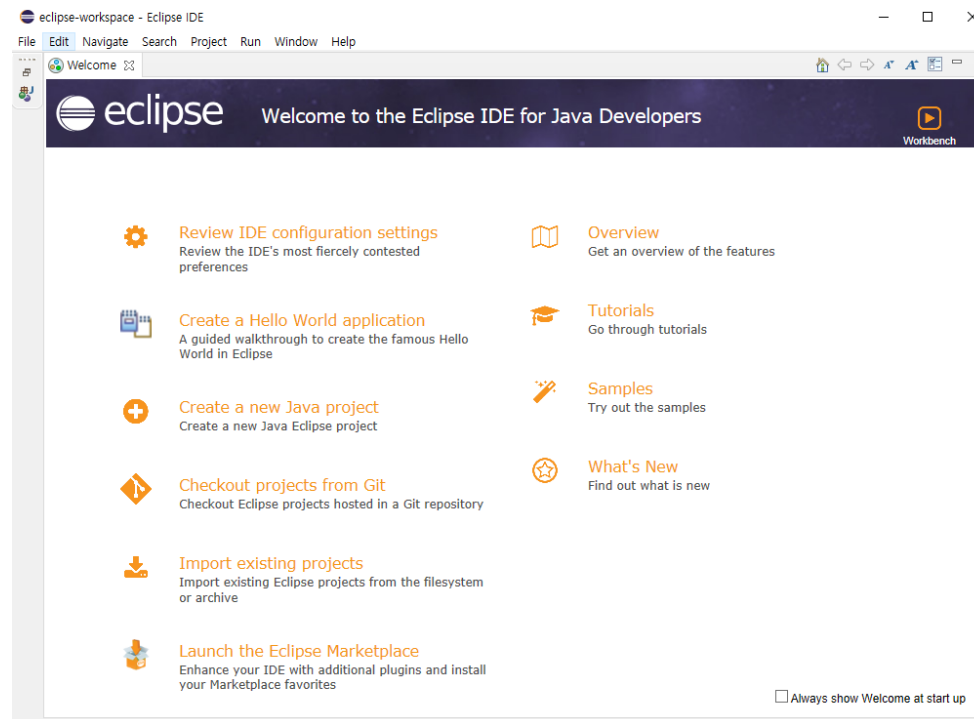 eclipse-workspace - Eclipse IDE
File Edit Navigate Search Project Run Window Help
Welcome
eclipse Welcome to the Eclipse IDE for Java Developers
Workbench
Review IDE configuration settings
Review the IDE's most fiercely contested
preferences
Create a Hello World application
A guided walkthrough to create the famous Hello
World in Eclipse
Create a new Java project
Create a new Java Eclipse project
Checkout projects from Git
Checkout Eclipse projects hosted in a Git repository
Import existing projects
Import existing Eclipse projects from the filesystem
or archive
Launch the Eclipse Marketplace
Enhance your IDE with additional plugins and install
your Marketplace favorites
Overview
Get an overview of the features
Tutorials
Go through tutorials
Samples
Try out the samples
What's New
Find out what is new
Always show Welcome at start up